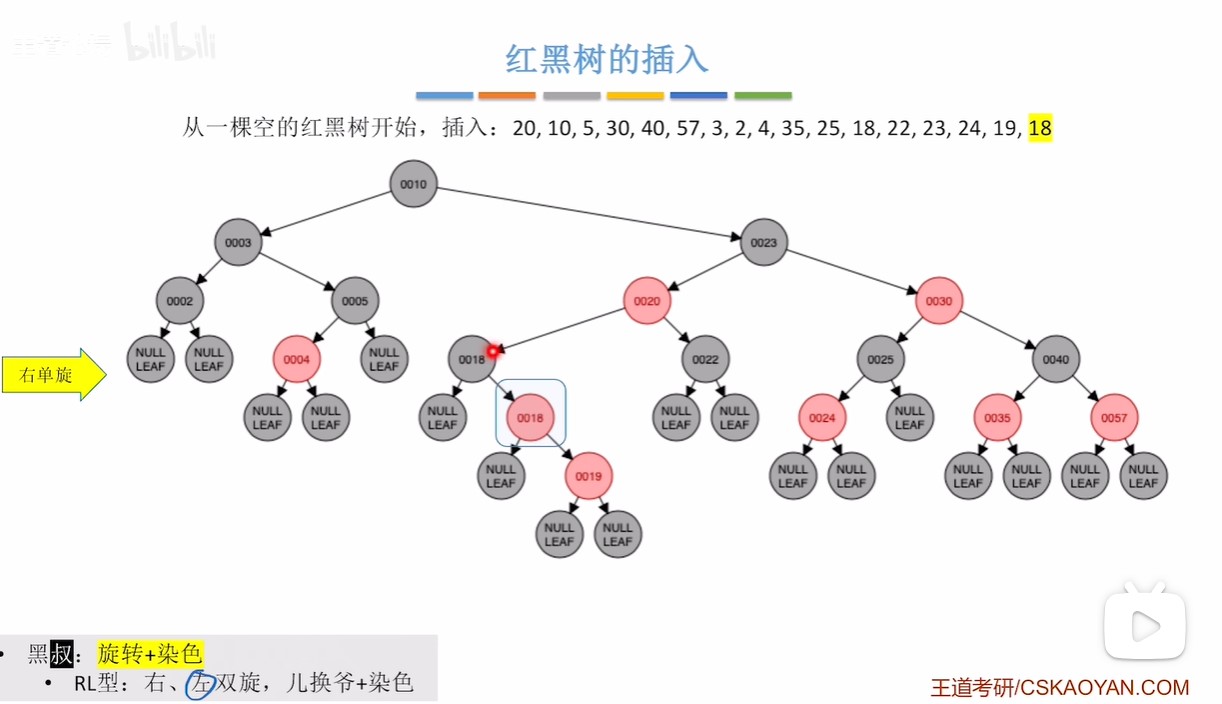 bilibili
红黑树的插入
从一棵空的红黑树开始，插入：20, 10, 5, 30, 40, 57, 3, 2, 4, 35, 25, 18, 22, 23, 24, 19, 18
0010
0003 0023
0002 0005 0020 0030
右单旋
NULL LEAF NULL LEAF 0004 NULL LEAF 0018 0022 0025 0040
NULL LEAF NULL LEAF NULL LEAF 0018 NULL LEAF NULL LEAF 0024 NULL LEAF 0035 0057
NULL LEAF 0019 NULL LEAF NULL LEAF NULL LEAF NULL LEAF NULL LEAF NULL LEAF
NULL LEAF NULL LEAF
• 黑叔：旋转+染色
• RL型：右、左双旋，儿换爷+染色
王道考研/CSKAOYAN.COM